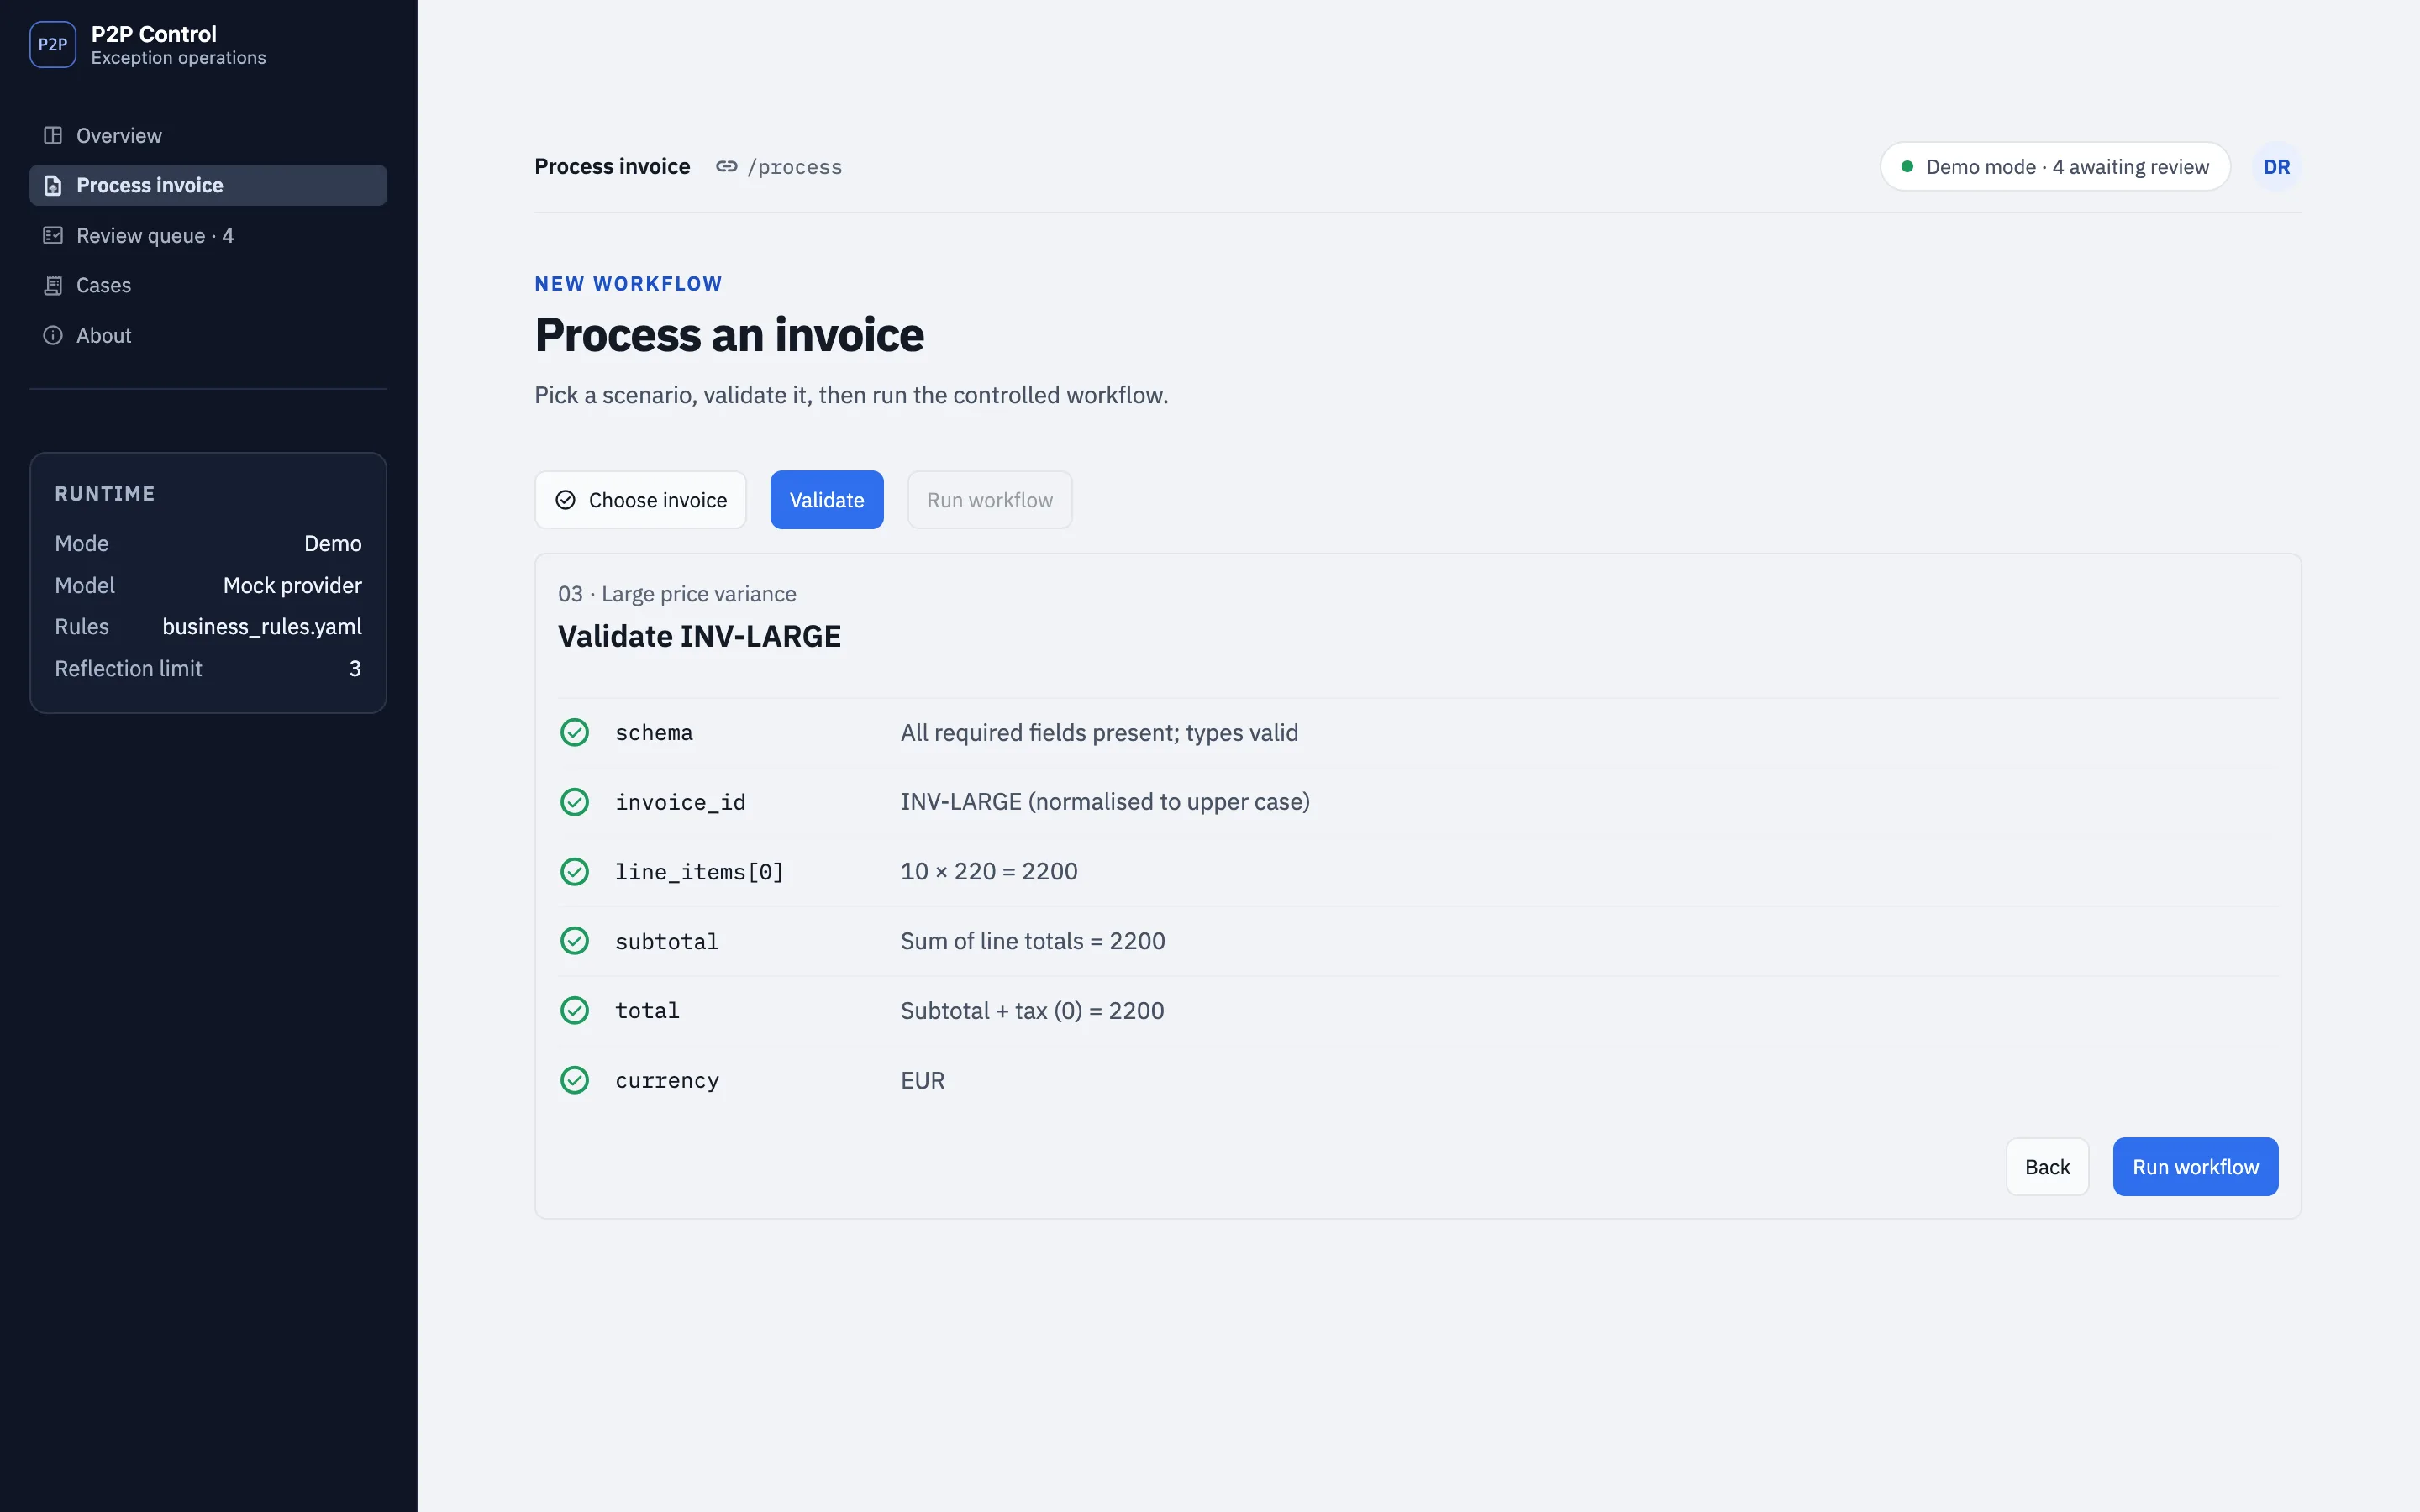 P2P
P2P Control
Exception operations
Overview
Process invoice
Review queue · 4
Cases
About
RUNTIME
Mode Demo
Model Mock provider
Rules business_rules.yaml
Reflection limit 3
Process invoice /process
Demo mode · 4 awaiting review DR
NEW WORKFLOW
Process an invoice
Pick a scenario, validate it, then run the controlled workflow.
Choose invoice Validate Run workflow
03 · Large price variance
Validate INV-LARGE
schema All required fields present; types valid
invoice_id INV-LARGE (normalised to upper case)
line_items[0] 10 × 220 = 2200
subtotal Sum of line totals = 2200
total Subtotal + tax (0) = 2200
currency EUR
Back Run workflow